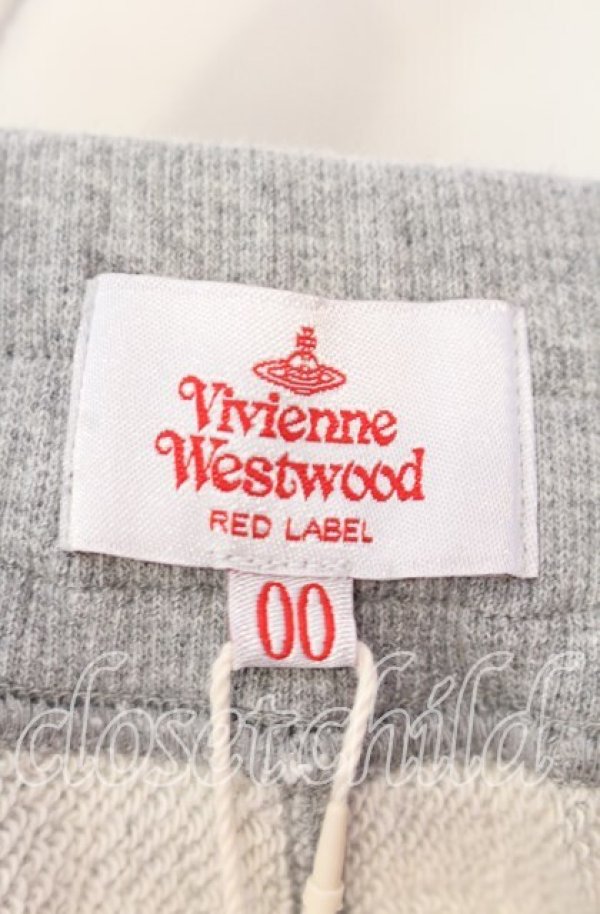 Vivienne
Westwood
RED LABEL
00
closetchild